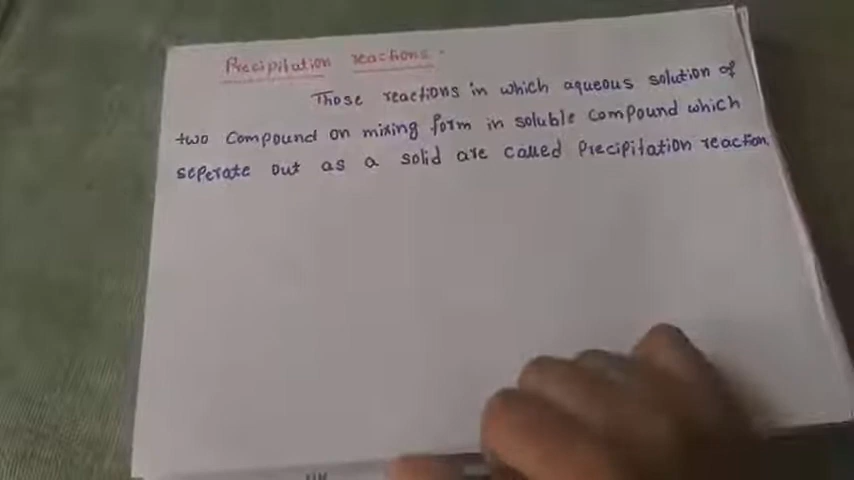 Precipitation reactions.
Those reactions in which aqueous solution of
two compound on mixing form in soluble compound which
seperate out as a solid are called Precipitation reaction.